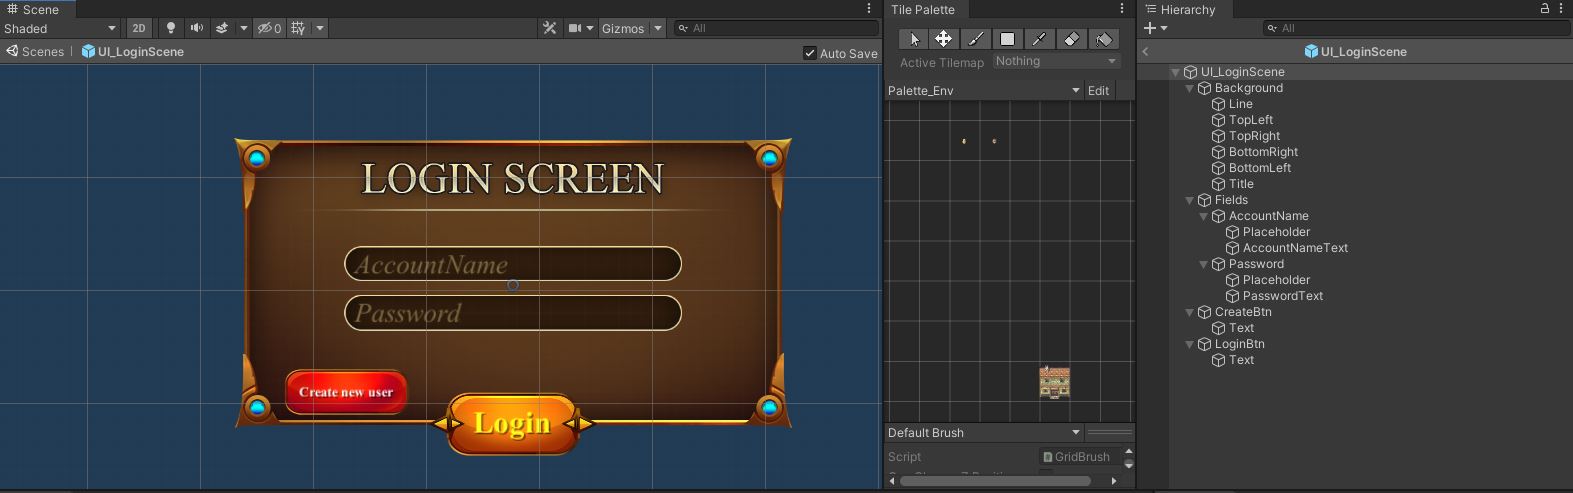 Scene
Shaded
2D
0
Gizmos
All
Scenes
UI_LoginScene
Auto Save
LOGIN SCREEN
AccountName
Password
Create new user
Login
Tile Palette
Active Tilemap
Nothing
Palette_Env
Edit
Default Brush
Script
GridBrush
Hierarchy
All
UI_LoginScene
UI_LoginScene
Background
Line
TopLeft
TopRight
BottomRight
BottomLeft
Title
Fields
AccountName
Placeholder
AccountNameText
Password
Placeholder
PasswordText
CreateBtn
Text
LoginBtn
Text